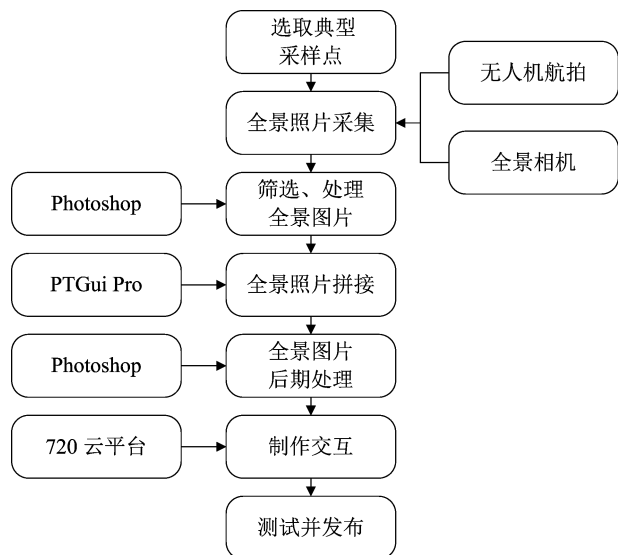 选取典型
采样点
无人机航拍
全景照片采集
全景相机
Photoshop
筛选、处理
全景图片
PTGui Pro
全景照片拼接
Photoshop
全景图片
后期处理
720 云平台
制作交互
测试并发布